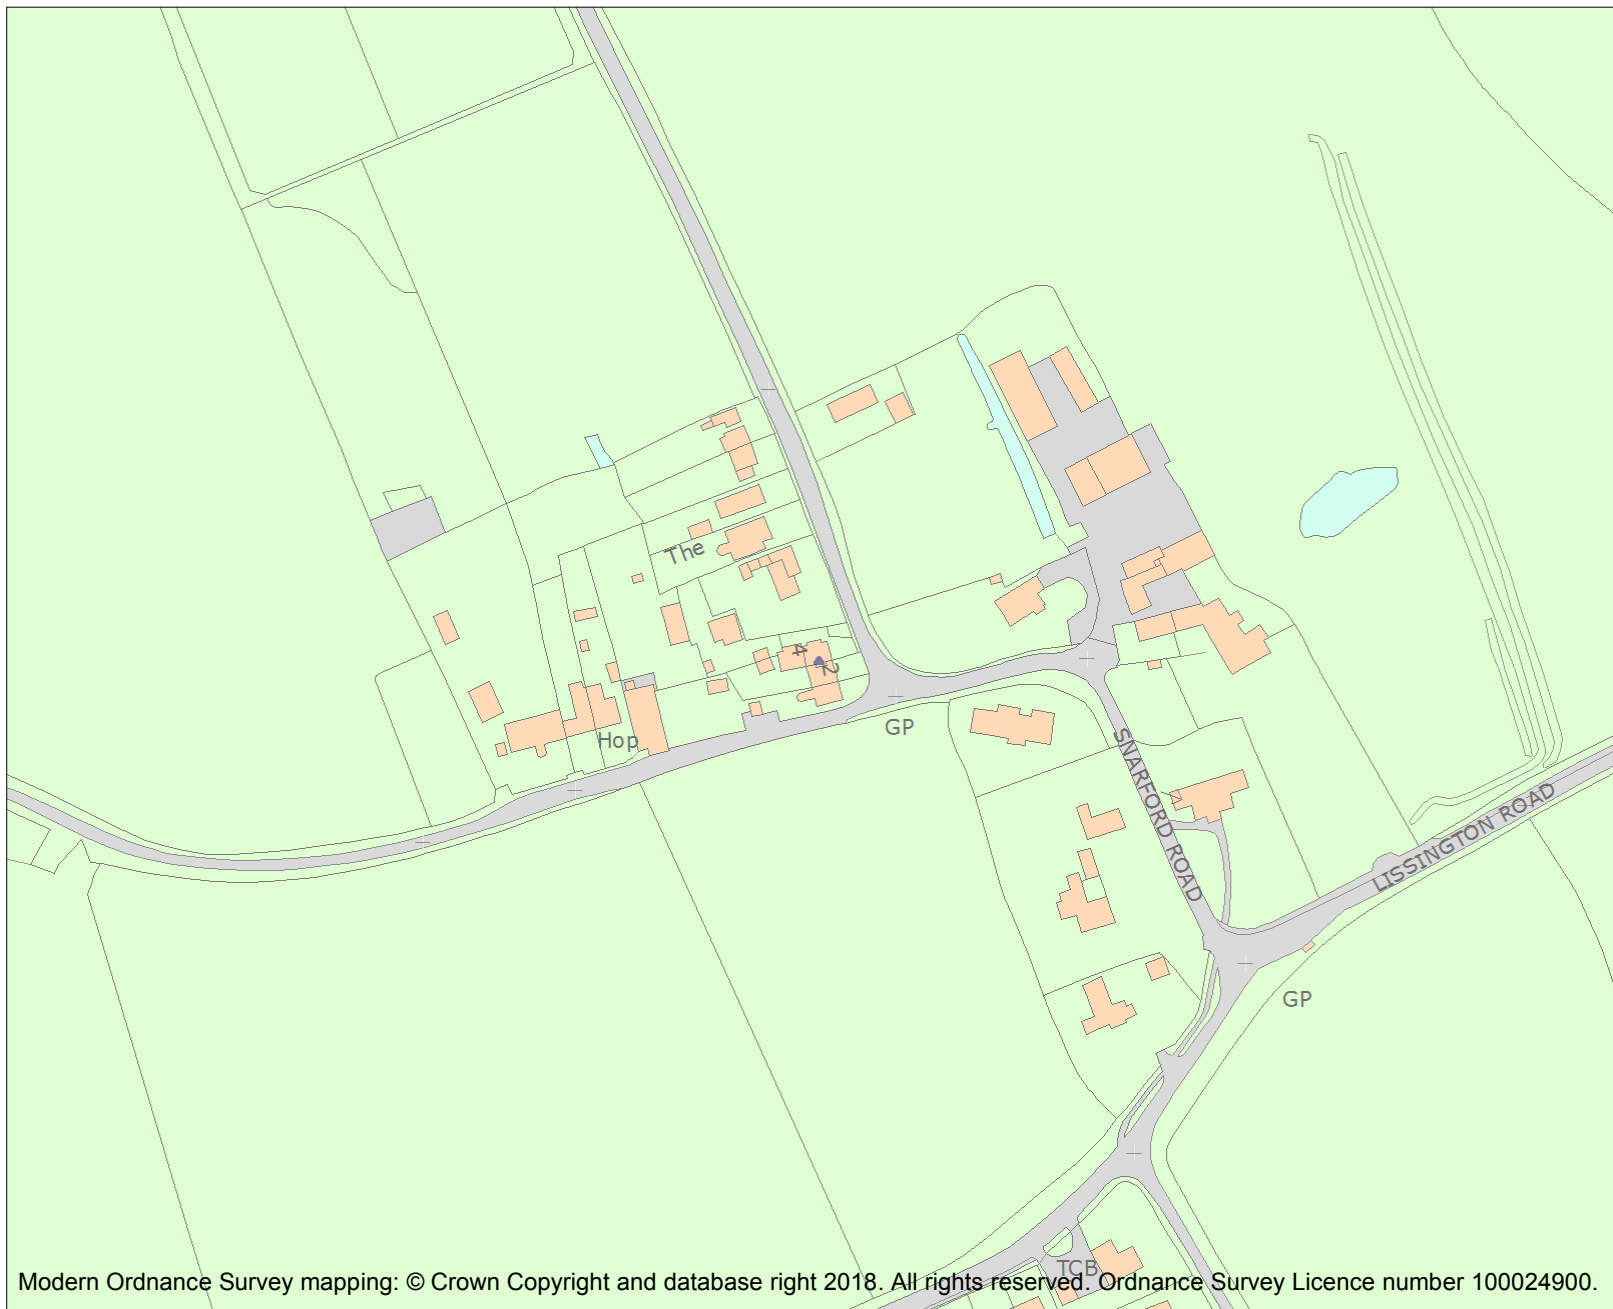 The
4
2
Hop
GP
SNARFORD ROAD
LISSINGTON ROAD
GP
TCB
Modern Ordnance Survey mapping: © Crown Copyright and database right 2018. All rights reserved. Ordnance Survey Licence number 100024900.